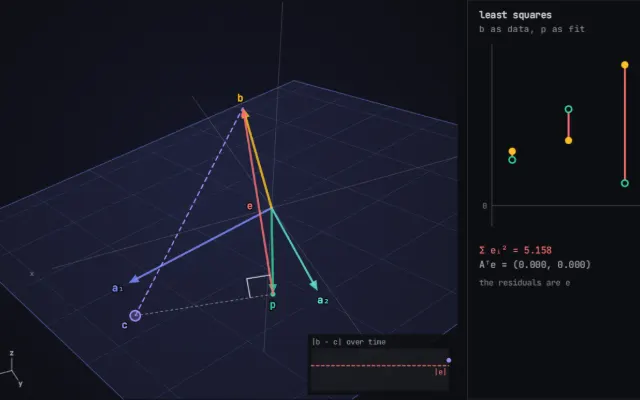 least squares
b as data, p as fit
b
e
x
a₁
c
p
a₂
z
y
|b - c| over time
|e|
0
Σ eᵢ² = 5.158
Aᵀe = (0.000, 0.000)
the residuals are e